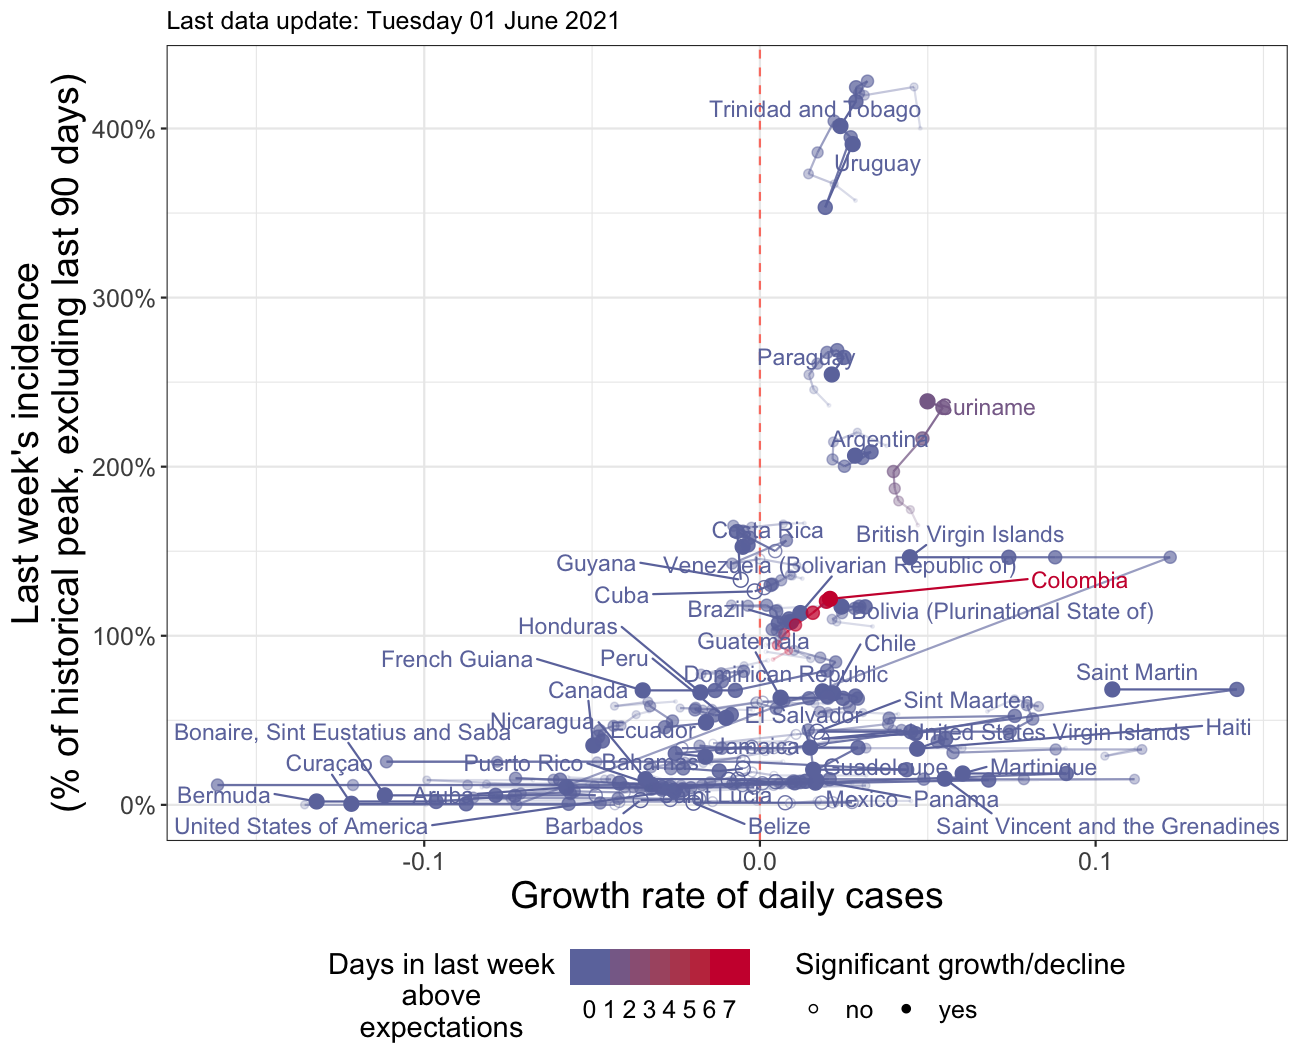 Last data update: Tuesday 01 June 2021
Last week's incidence
(% of historical peak, excluding last 90 days)
400%
300%
200%
100%
0%
Trinidad and Tobago
Uruguay
Paraguay
Suriname
Argentina
Costa Rica
British Virgin Islands
Guyana
Venezuela (Bolivarian Republic of)
Colombia
Cuba
Brazil
Bolivia (Plurinational State of)
Honduras
Guatemala
Chile
French Guiana
Peru
Dominican Republic
Saint Martin
Canada
Sint Maarten
Nicaragua
El Salvador
Bonaire, Sint Eustatius and Saba
Ecuador
United States Virgin Islands
Haiti
Jamaica
Curaçao
Puerto Rico
Bahamas
Guadeloupe
Martinique
Bermuda
Aruba
Saint Lucia
Mexico
Panama
United States of America
Barbados
Belize
Saint Vincent and the Grenadines
-0.1
0.0
0.1
Growth rate of daily cases
Days in last week
above
expectations
0 1 2 3 4 5 6 7
Significant growth/decline
no
yes